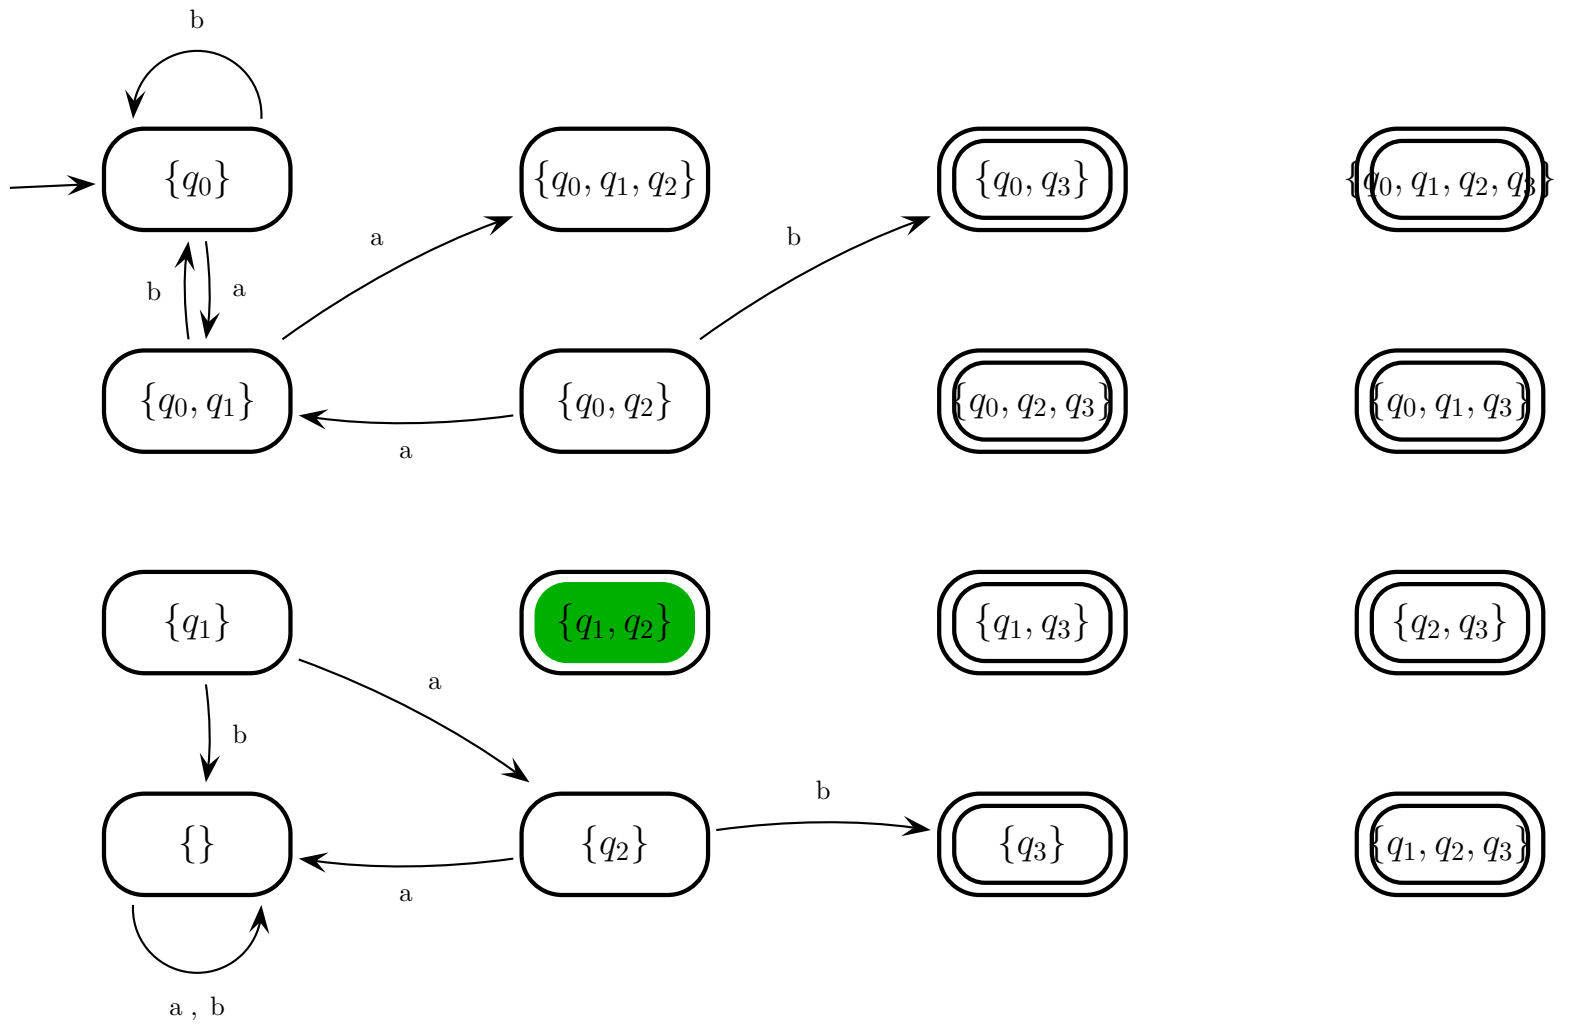 b
{q₀} {q₀, q₁, q₂} {q₀, q₃} {q₀, q₁, q₂, q₃}
a b
b a
{q₀, q₁} {q₀, q₂} {q₀, q₂, q₃} {q₀, q₁, q₃}
a
{q₁} {q₁, q₂} {q₁, q₃} {q₂, q₃}
a
b
b
{} {q₂} {q₃} {q₁, q₂, q₃}
a
a , b